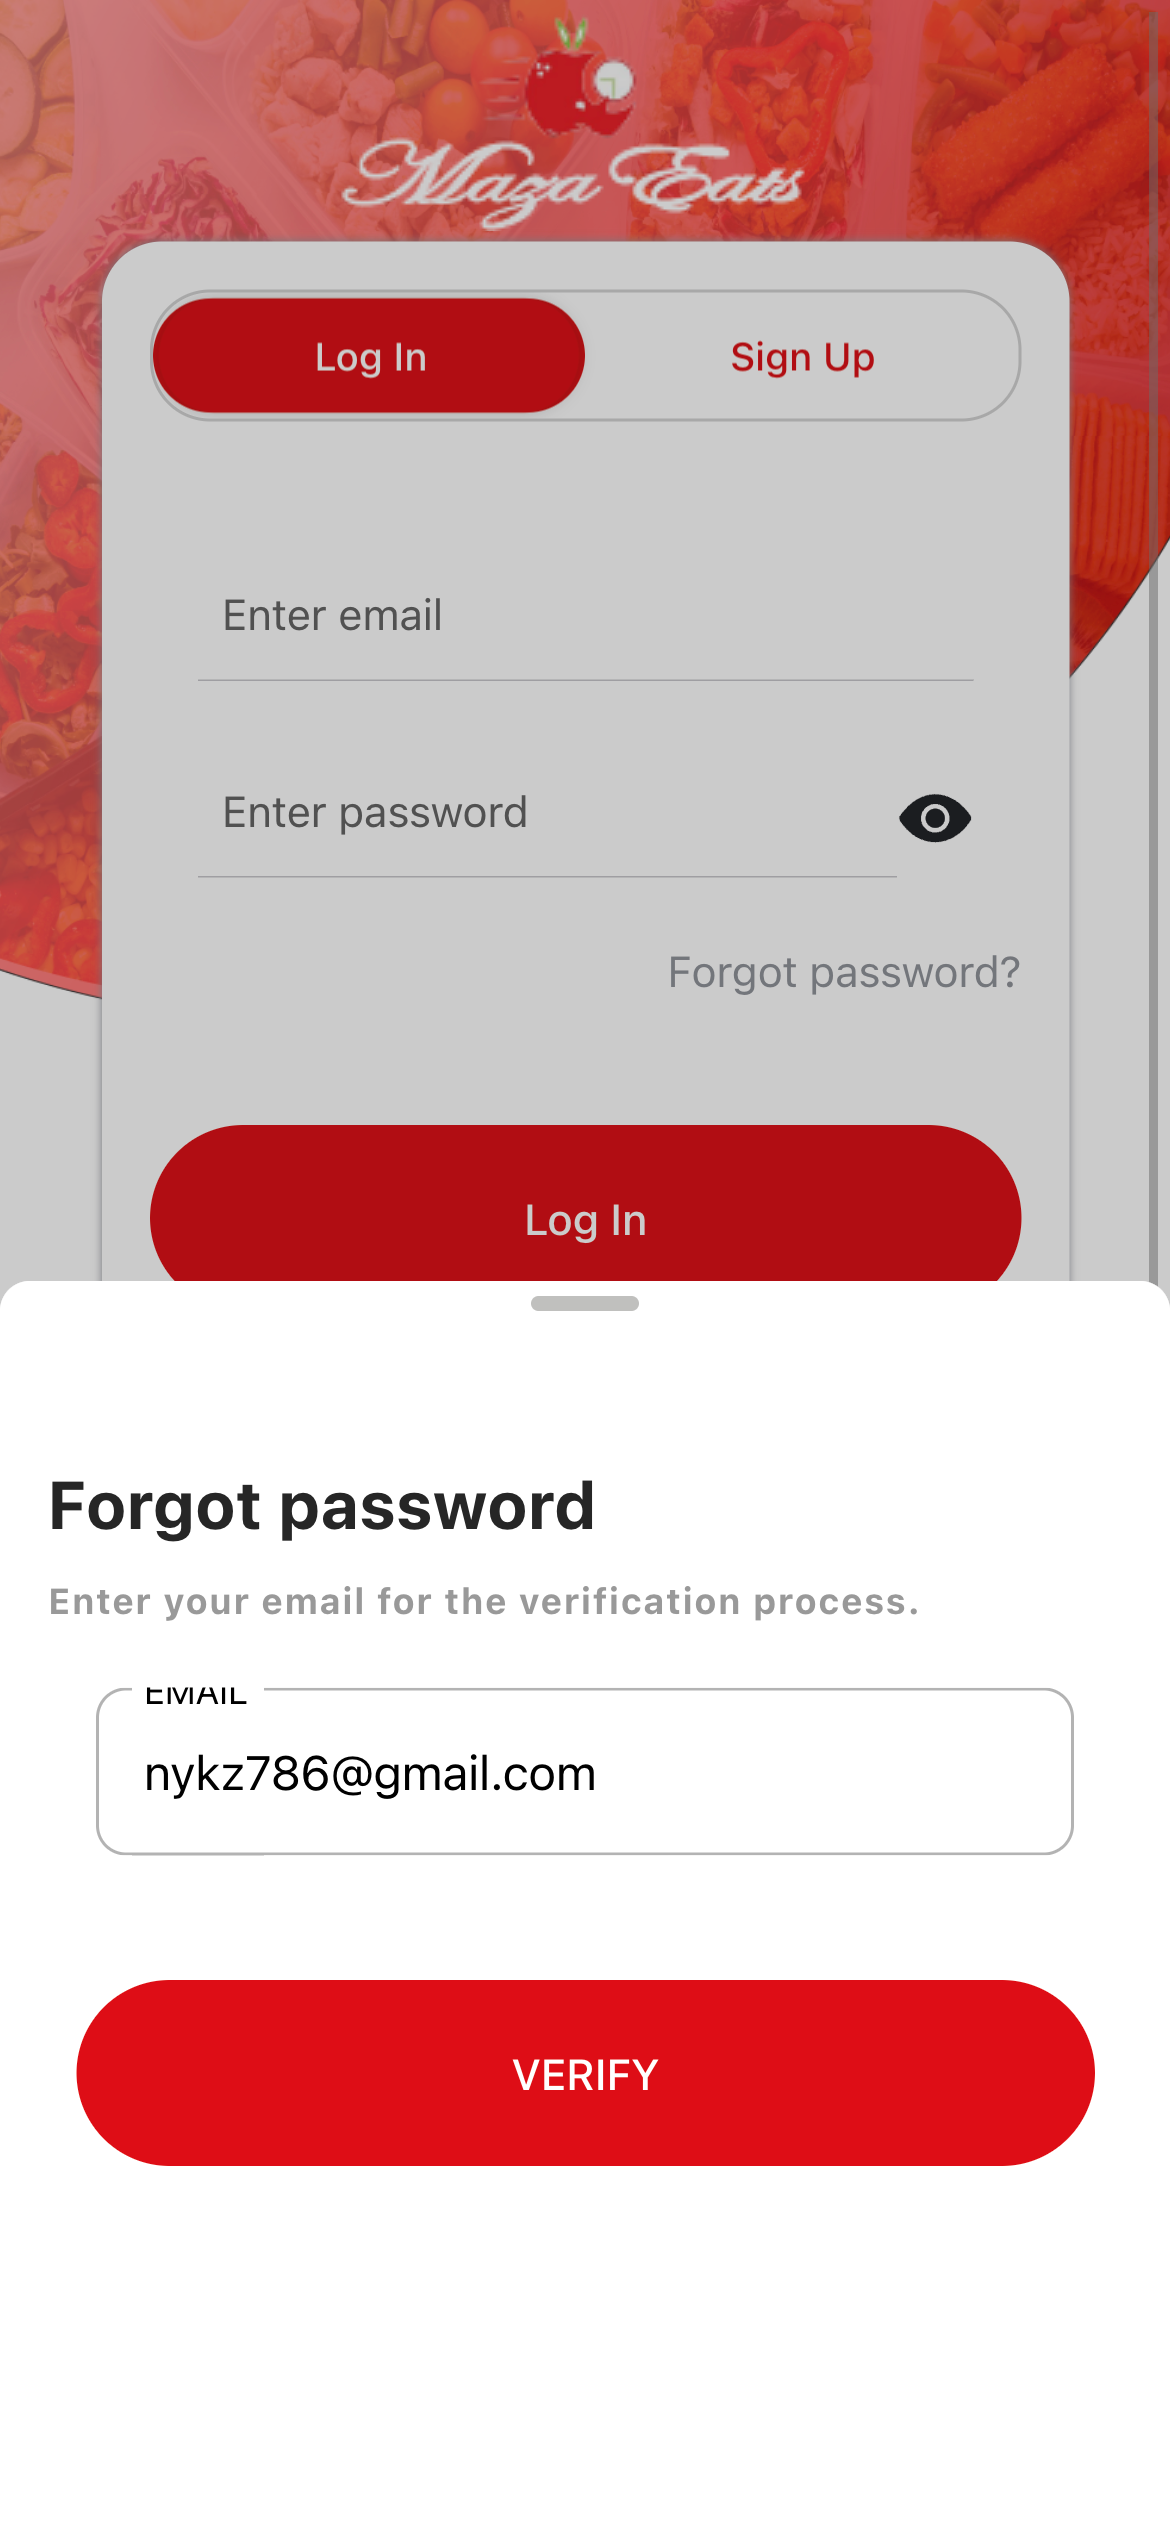 Maza Eats
Log In
Sign Up
Enter email
Enter password
Forgot password?
Log In
Forgot password
Enter your email for the verification process.
EMAIL
nykz786@gmail.com
VERIFY